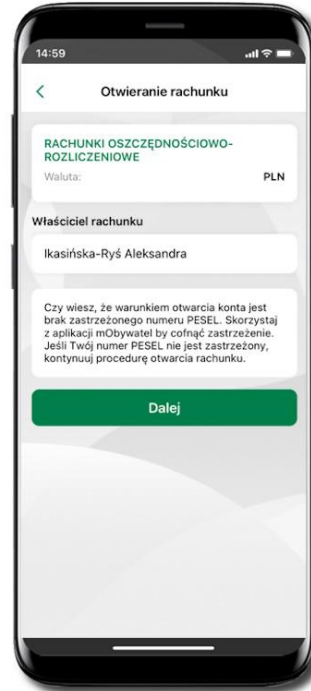 14:59
Otwieranie rachunku
RACHUNKI OSZCZĘDNOŚCIOWO-
ROZLICZENIOWE
Waluta: PLN
Właściciel rachunku
Ikasińska-Ryś Aleksandra
Czy wiesz, że warunkiem otwarcia konta jest
brak zastrzeżonego numeru PESEL. Skorzystaj
z aplikacji mObywatel by cofnąć zastrzeżenie.
Jeśli Twój numer PESEL nie jest zastrzeżony,
kontynuuj procedurę otwarcia rachunku.
Dalej